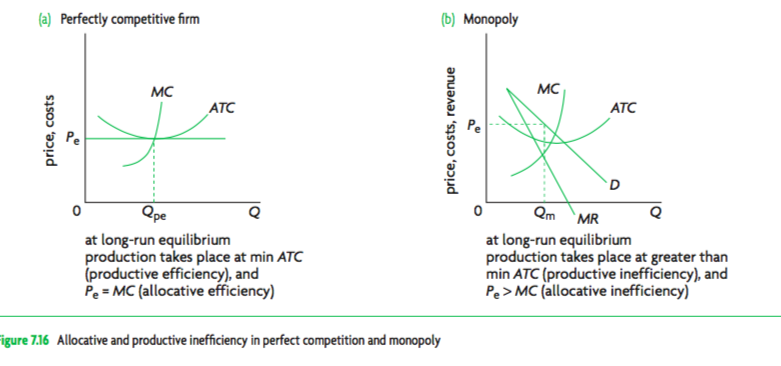 (a) Perfectly competitive firm
price, costs
MC
ATC
Pe
0
Qpe
Q
at long-run equilibrium
production takes place at min ATC
(productive efficiency), and
Pe = MC (allocative efficiency)
(b) Monopoly
price, costs, revenue
MC
ATC
Pe
D
0
Qm
MR
Q
at long-run equilibrium
production takes place at greater than
min ATC (productive inefficiency), and
Pe > MC (allocative inefficiency)
igure 7.16 Allocative and productive inefficiency in perfect competition and monopoly